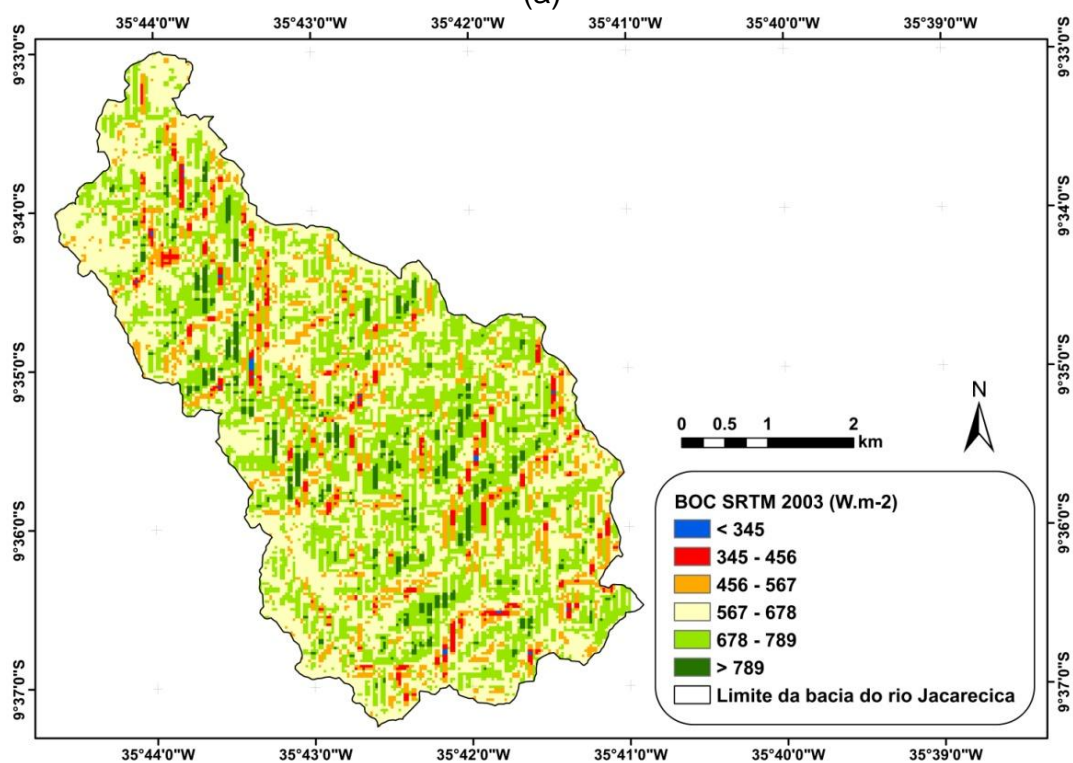 (a)
35°44'0"W 35°43'0"W 35°42'0"W 35°41'0"W 35°40'0"W 35°39'0"W
9°33'0"S 9°33'0"S
9°34'0"S 9°34'0"S
9°35'0"S 9°35'0"S
0 0.5 1 2
km
N
BOC SRTM 2003 (W.m-2)
< 345
345 - 456
456 - 567
567 - 678
678 - 789
> 789
Limite da bacia do rio Jacarecica
9°36'0"S 9°36'0"S
9°37'0"S 9°37'0"S
35°44'0"W 35°43'0"W 35°42'0"W 35°41'0"W 35°40'0"W 35°39'0"W